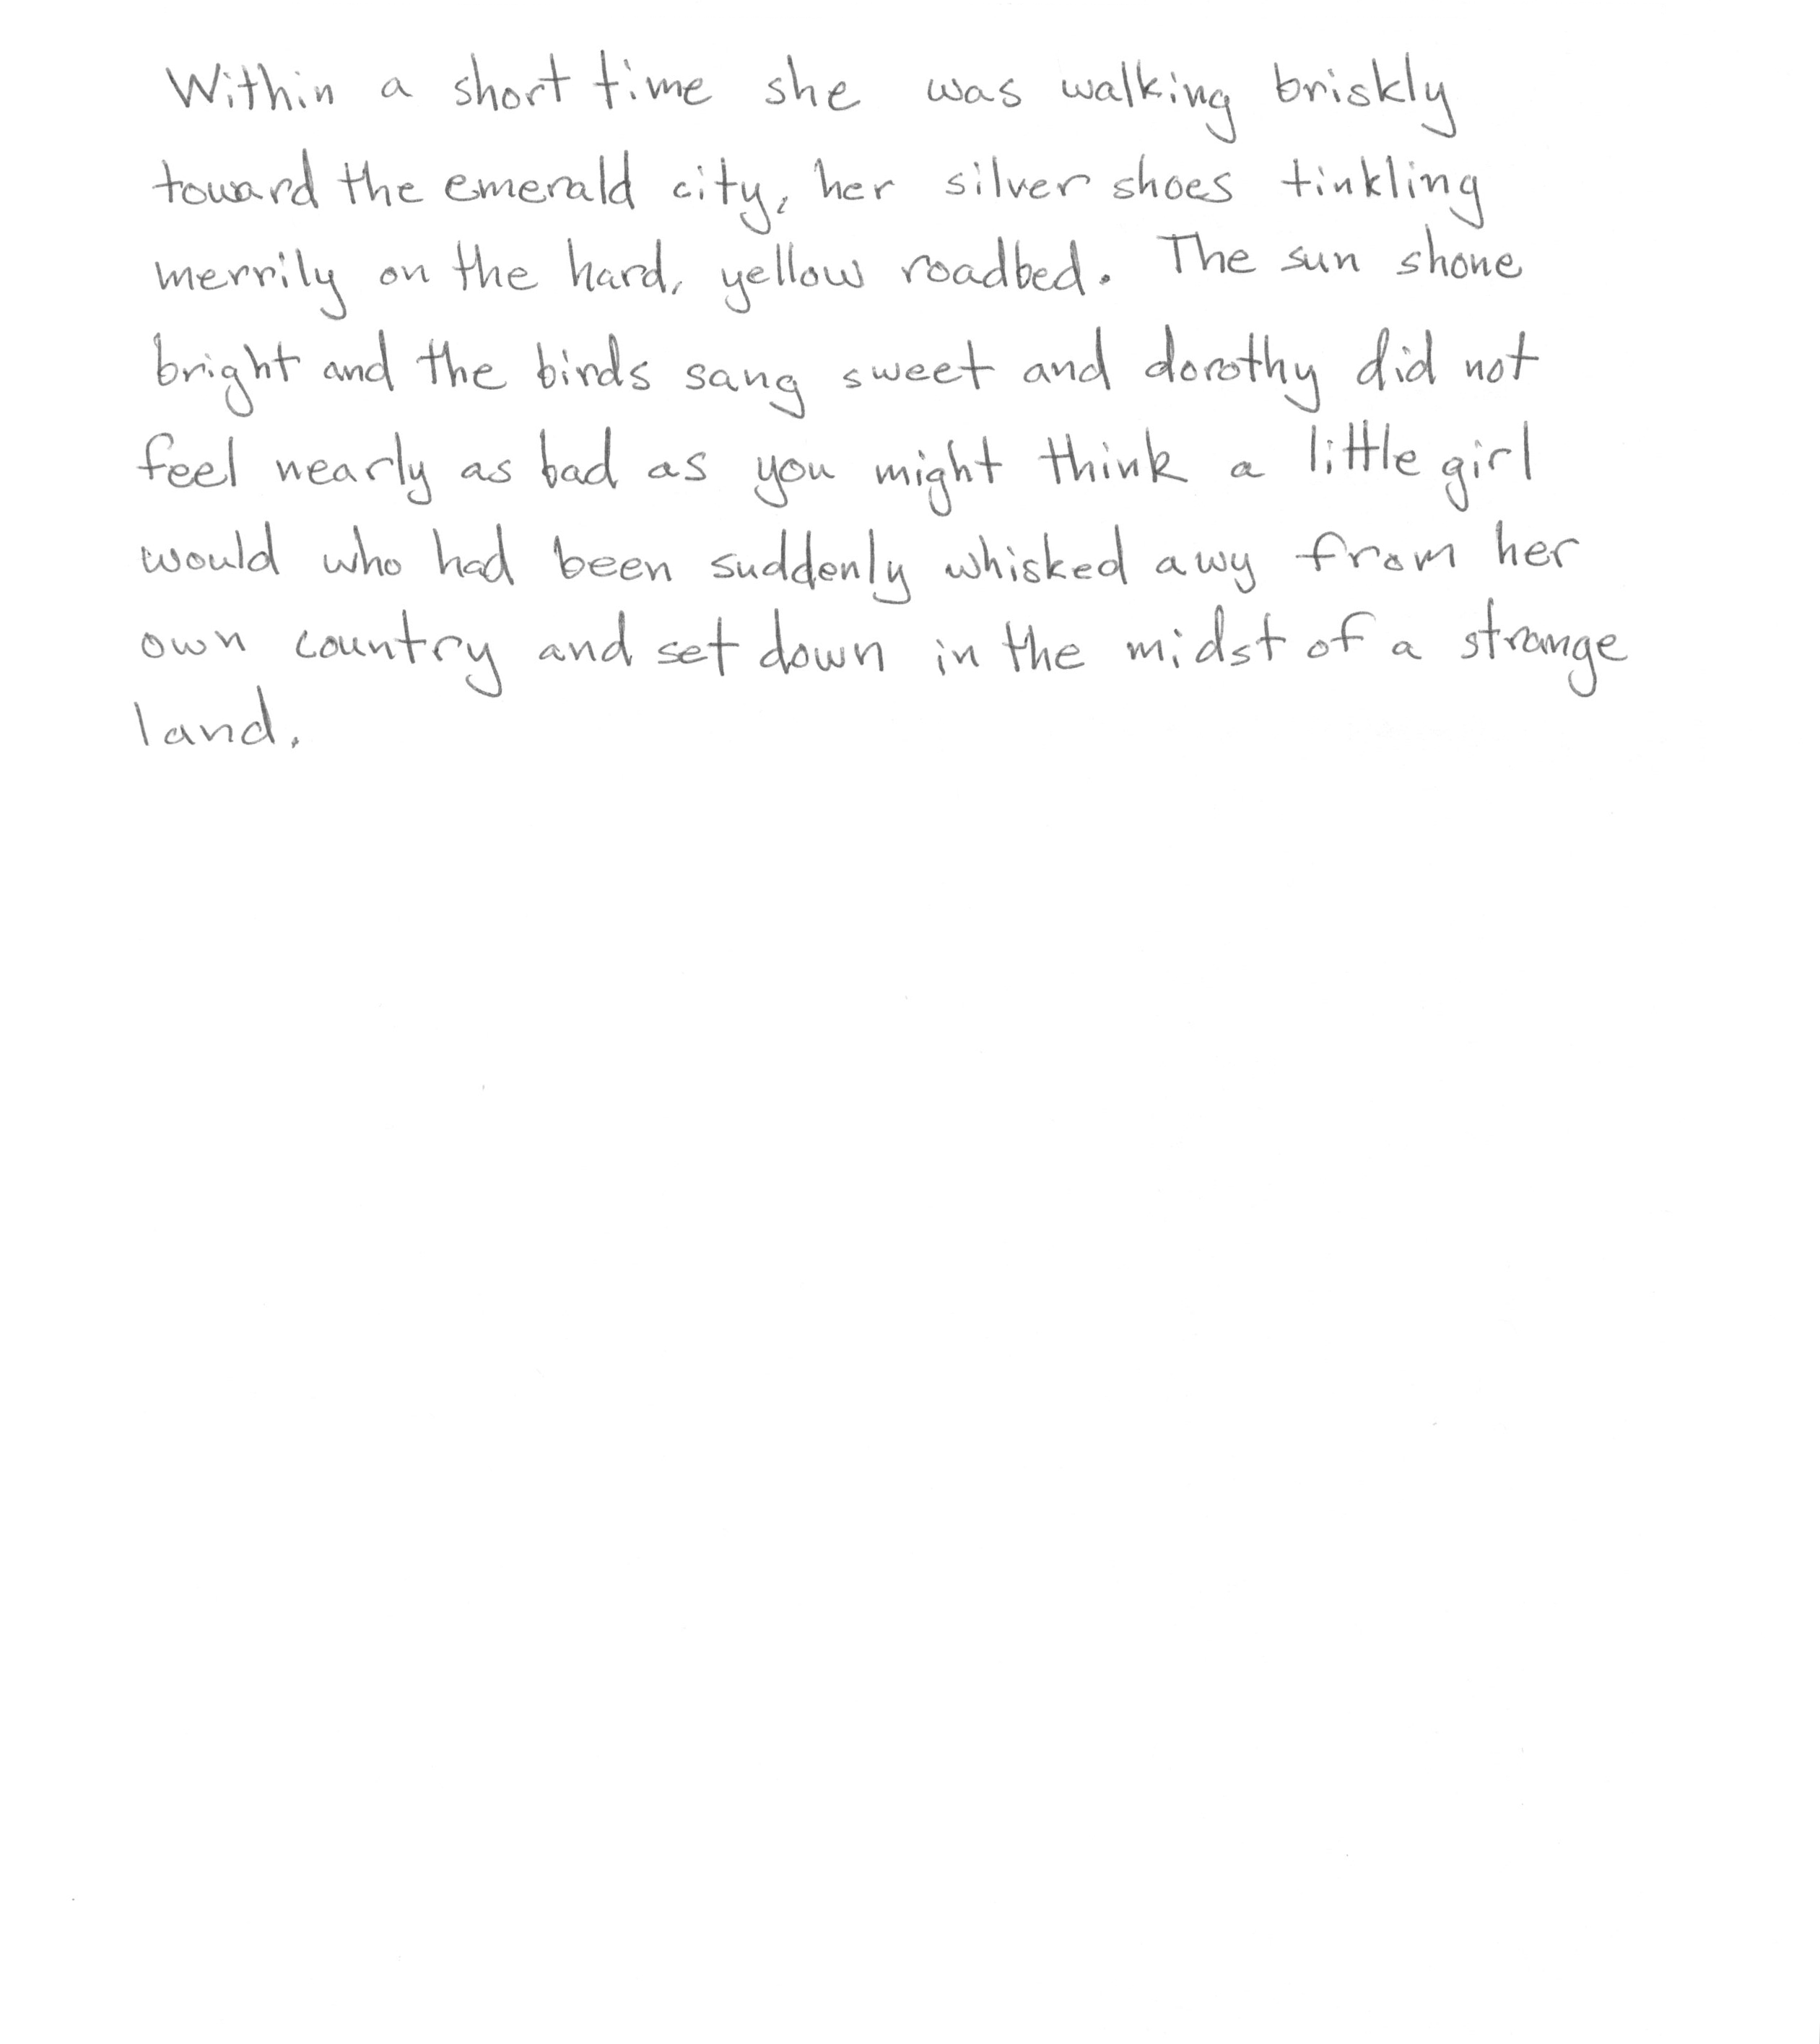 Within a short time she was walking briskly
toward the emerald city, her silver shoes tinkling
merrily on the hard, yellow roadbed. The sun shone
bright and the birds sang sweet and dorothy did not
feel nearly as bad as you might think a little girl
would who had been suddenly whisked awy from her
own country and set down in the midst of a strange
land.